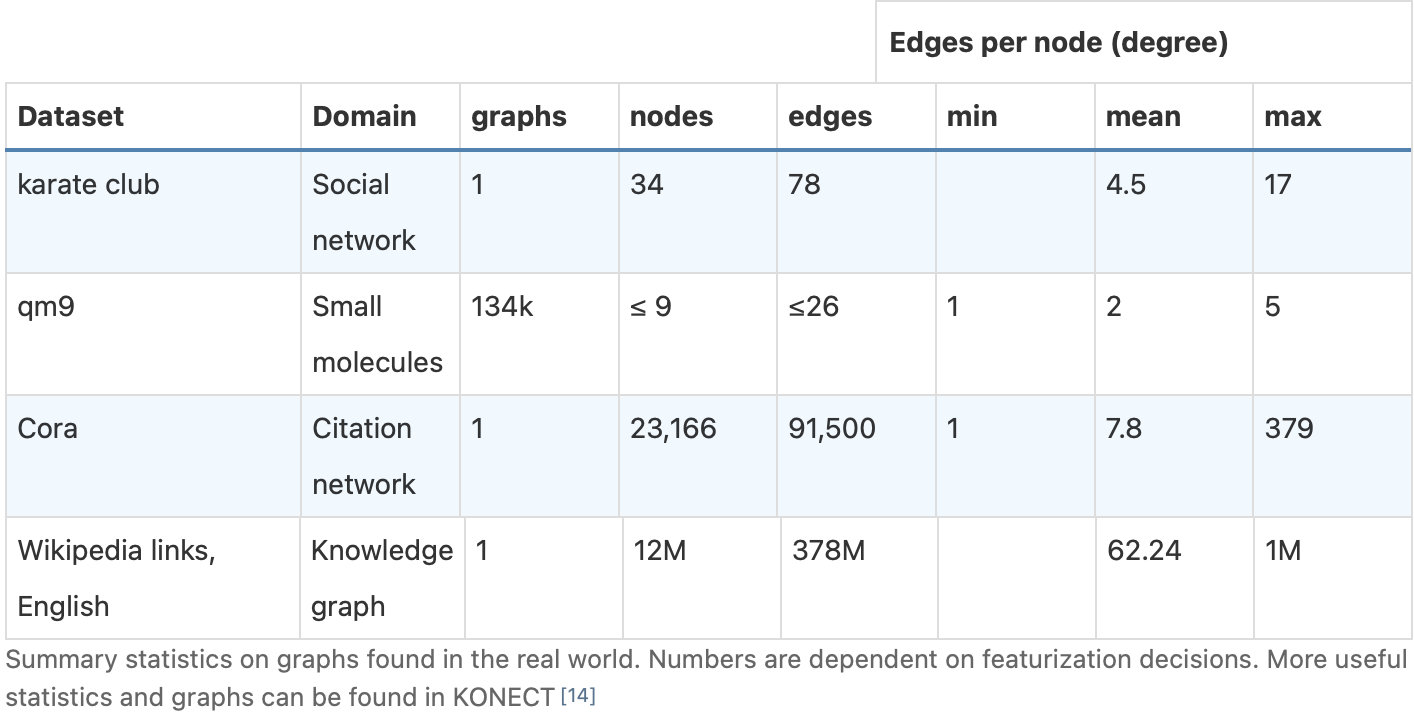 Edges per node (degree)
Dataset Domain graphs nodes edges min mean max
karate club Social 1 34 78 4.5 17
network
qm9 Small 134k ≤ 9 ≤26 1 2 5
molecules
Cora Citation 1 23,166 91,500 1 7.8 379
network
Wikipedia links, Knowledge 1 12M 378M 62.24 1M
English graph
Summary statistics on graphs found in the real world. Numbers are dependent on featurization decisions. More useful
statistics and graphs can be found in KONECT [14]